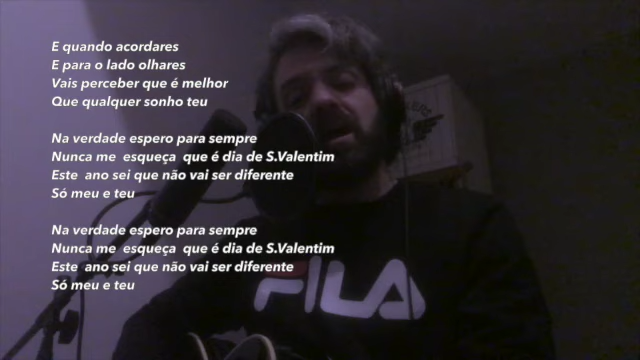 E quando acordares
E para o lado olhares
Vais perceber que é melhor
Que qualquer sonho teu
Na verdade espero para sempre
Nunca me esqueça que é dia de S.Valentim
Este ano sei que não vai ser diferente
Só meu e teu
Na verdade espero para sempre
Nunca me esqueça que é dia de S.Valentim
Este ano sei que não vai ser diferente
Só meu e teu
FILA